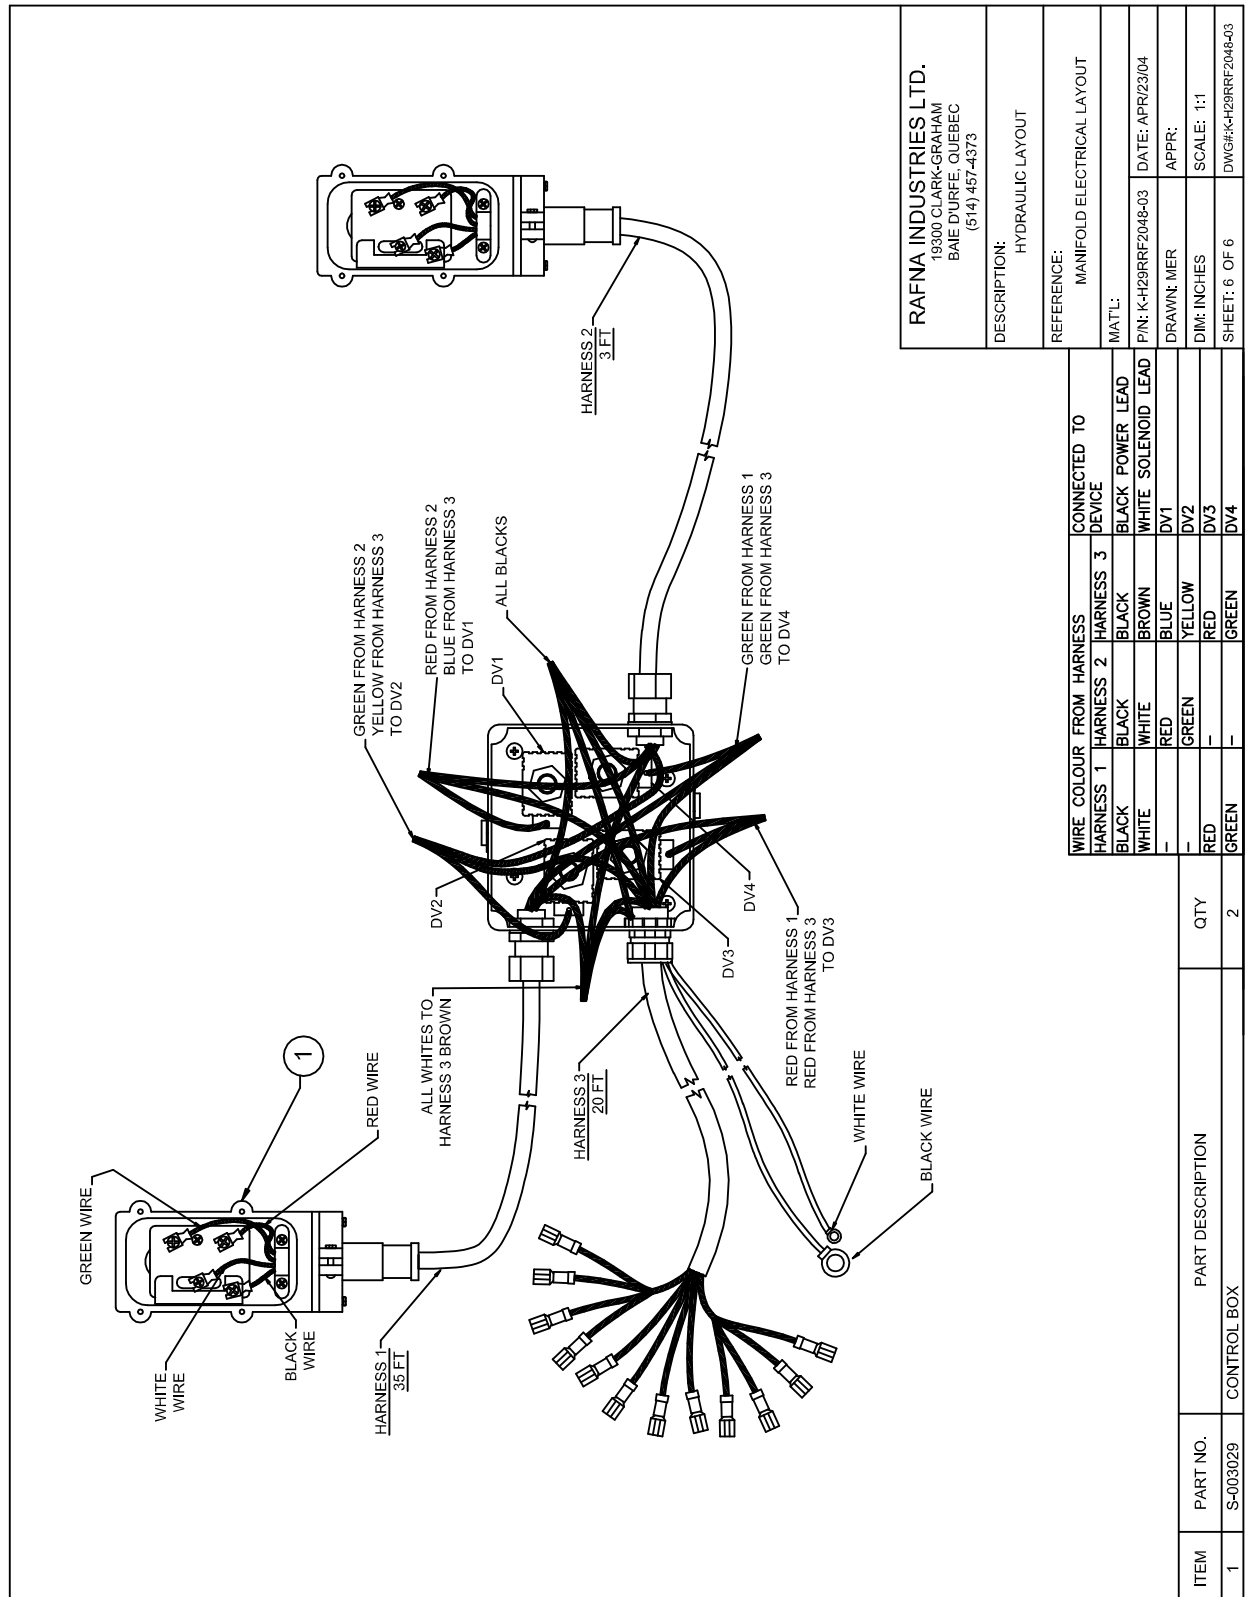 GREEN WIRE
WHITE
WIRE
BLACK
WIRE
RED WIRE
1
HARNESS 1
35 FT
ALL WHITES TO
HARNESS 3 BROWN
DV2
GREEN FROM HARNESS 2
YELLOW FROM HARNESS 3
TO DV2
RED FROM HARNESS 2
BLUE FROM HARNESS 3
TO DV1
DV1
ALL BLACKS
HARNESS 2
3 FT
HARNESS 3
20 FT
DV3
DV4
GREEN FROM HARNESS 1
GREEN FROM HARNESS 3
TO DV4
RED FROM HARNESS 1
RED FROM HARNESS 3
TO DV3
WHITE WIRE
BLACK WIRE
RAFNA INDUSTRIES LTD.
19300 CLARK-GRAHAM
BAIE D'URFE, QUEBEC
(514) 457-4373
DESCRIPTION:
HYDRAULIC LAYOUT
REFERENCE:
MANIFOLD ELECTRICAL LAYOUT
MAT'L:
P/N: K-H29RRF2048-03 DATE: APR/23/04
DRAWN: MER APPR:
DIM: INCHES SCALE: 1:1
SHEET: 6 OF 6 DWG#:K-H29RRF2048-03
WIRE COLOUR FROM HARNESS CONNECTED TO
HARNESS 1 HARNESS 2 HARNESS 3 DEVICE
BLACK BLACK BLACK BLACK POWER LEAD
WHITE WHITE BROWN WHITE SOLENOID LEAD
– RED BLUE DV1
– GREEN YELLOW DV2
RED – RED DV3
GREEN – GREEN DV4
ITEM PART NO. PART DESCRIPTION QTY
1 S-003029 CONTROL BOX 2